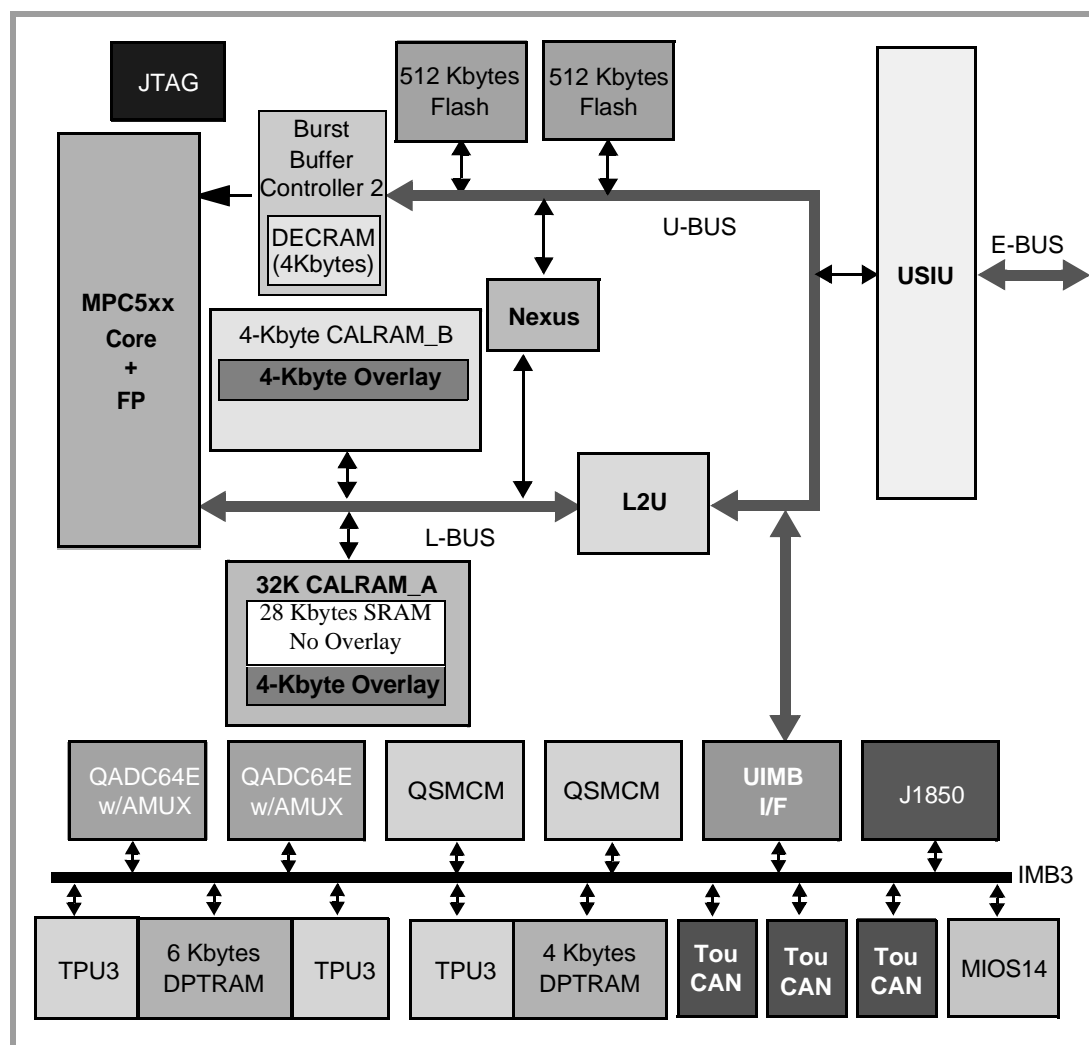 JTAG
512 Kbytes
Flash
512 Kbytes
Flash
Burst
Buffer
Controller 2
DECRAM
(4Kbytes)
U-BUS
E-BUS
USIU
MPC5xx
Core
+
FP
Nexus
4-Kbyte CALRAM_B
4-Kbyte Overlay
L2U
L-BUS
32K CALRAM_A
28 Kbytes SRAM
No Overlay
4-Kbyte Overlay
QADC64E
w/AMUX
QADC64E
w/AMUX
QSMCM
QSMCM
UIMB
I/F
J1850
IMB3
TPU3
6 Kbytes
DPTRAM
TPU3
TPU3
4 Kbytes
DPTRAM
Tou
CAN
Tou
CAN
Tou
CAN
MIOS14